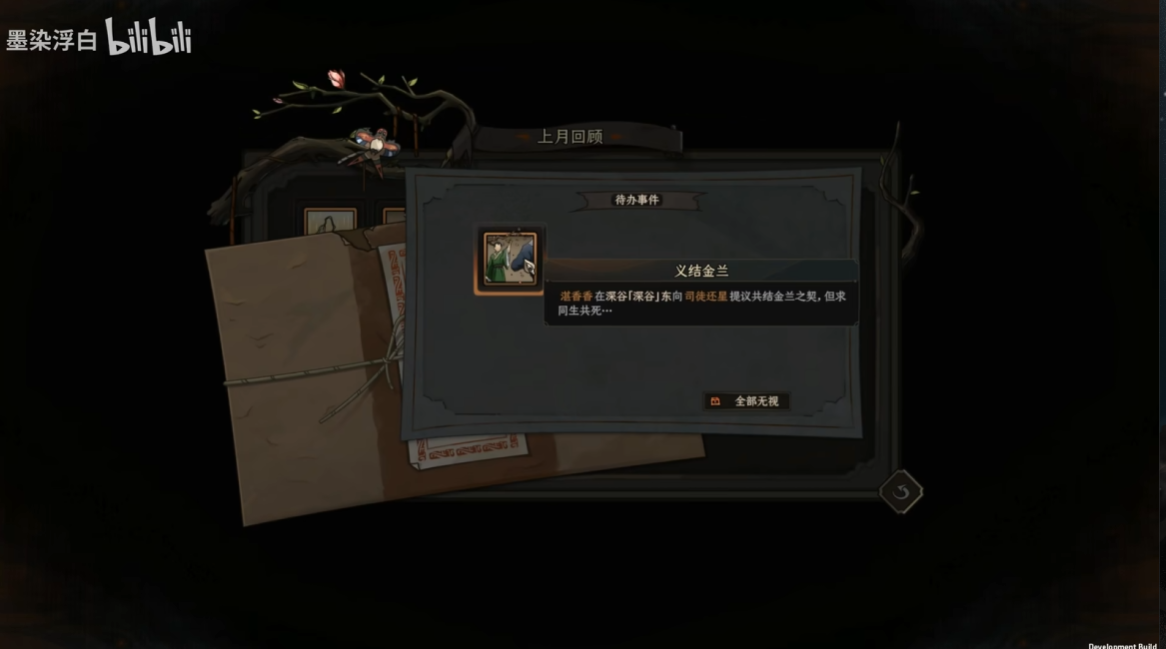 墨染浮白 bilibili
上月回顾
待办事件
义结金兰
湛香香在深谷「深谷」东向司徒还星提议共结金兰之契，但求
同生共死…
全部无视
Development Build